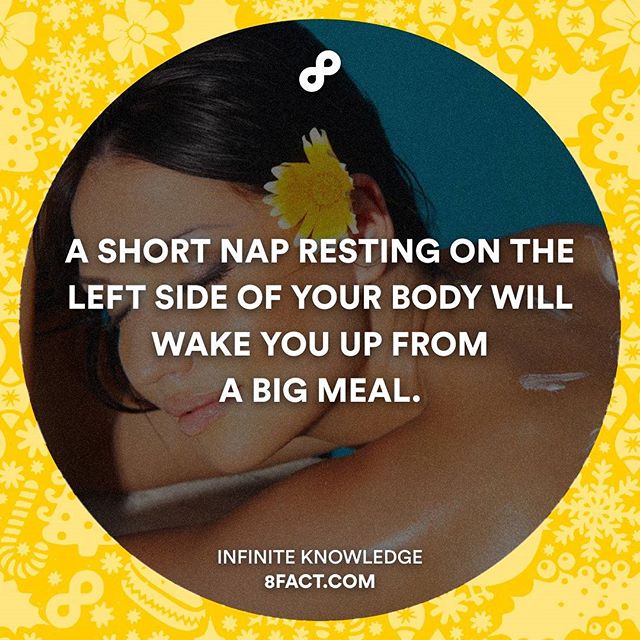 A SHORT NAP RESTING ON THE
LEFT SIDE OF YOUR BODY WILL
WAKE YOU UP FROM
A BIG MEAL.
INFINITE KNOWLEDGE
8FACT.COM